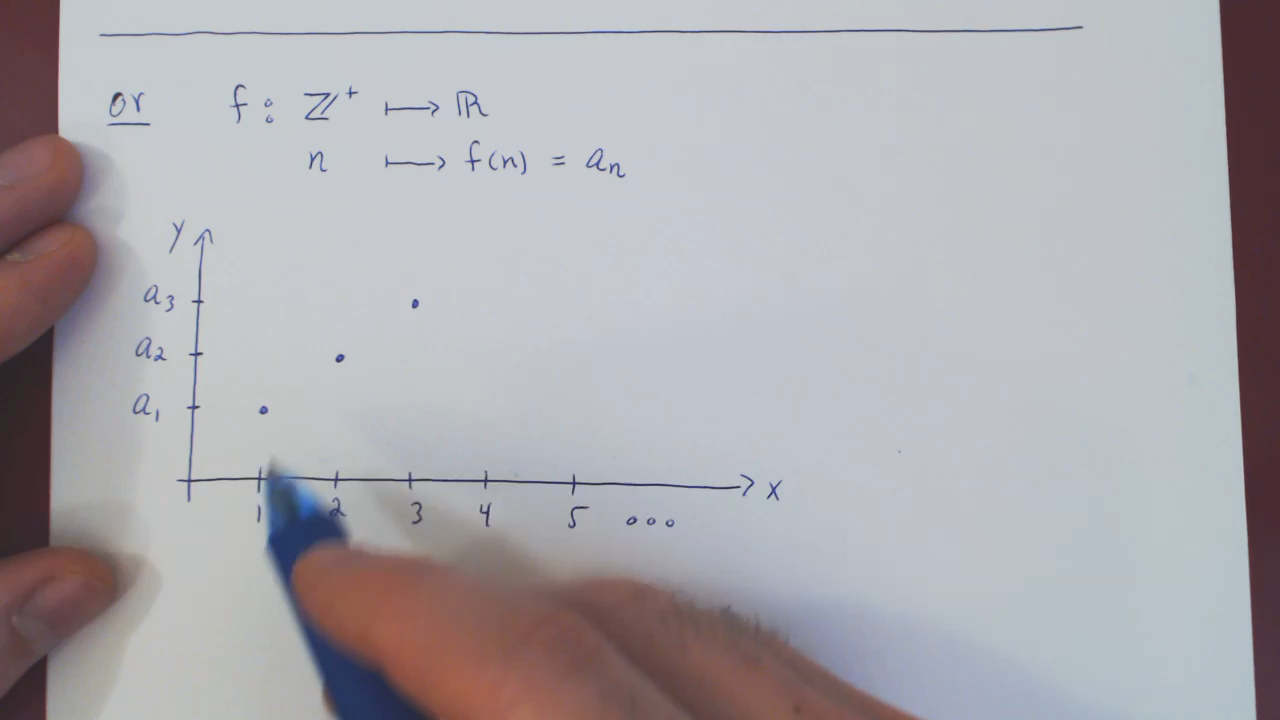 or f : ℤ⁺ ↦ ℝ
n ↦ f(n) = aₙ
y
a₃
a₂
a₁
1 2 3 4 5 ∘∘∘ x